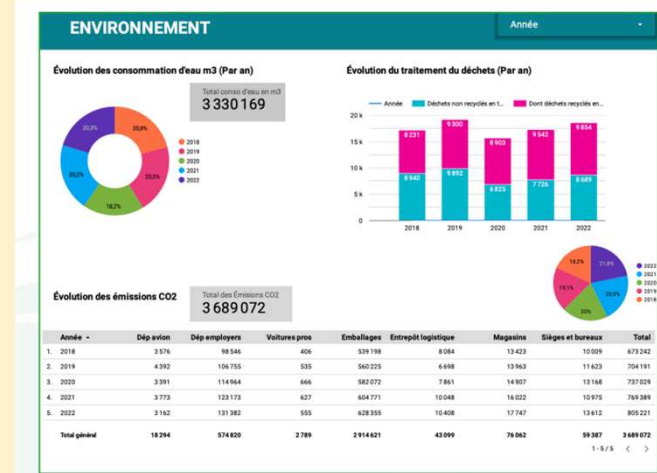 ENVIRONNEMENT
Année
Évolution des consommation d'eau m3 (Par an)
Total conso d'eau en m3
3 330 169
20,3%
20,8%
20,2%
20,5%
18,2%
2018
2019
2020
2021
2022
Évolution du traitement du déchets (Par an)
Année
Déchets non recyclés en t...
Dont déchets recyclés en...
20 k
15 k
10 k
5 k
0
8 231
9 300
8 903
9 542
9 854
8 940
9 892
6 825
7 726
8 689
2018 2019 2020 2021 2022
18,2%
21,8%
19,1%
20,9%
20%
2022
2021
2020
2019
2018
Évolution des émissions CO2
Total des Émissions CO2
3 689 072
Année Dép avion Dép employers Voitures pros Emballages Entrepôt logistique Magasins Sièges et bureaux Total
1. 2018 3 576 98 546 406 539 198 8 084 13 423 10 009 673 242
2. 2019 4 392 106 755 535 560 225 6 698 13 963 11 623 704 191
3. 2020 3 391 114 964 666 582 072 7 861 14 907 13 168 737 029
4. 2021 3 773 123 173 627 604 771 10 048 16 022 10 975 769 389
5. 2022 3 162 131 382 555 628 355 10 408 17 747 13 612 805 221
Total général 18 294 574 820 2 789 2 914 621 43 099 76 062 59 387 3 689 072
1 - 5 / 5 < >